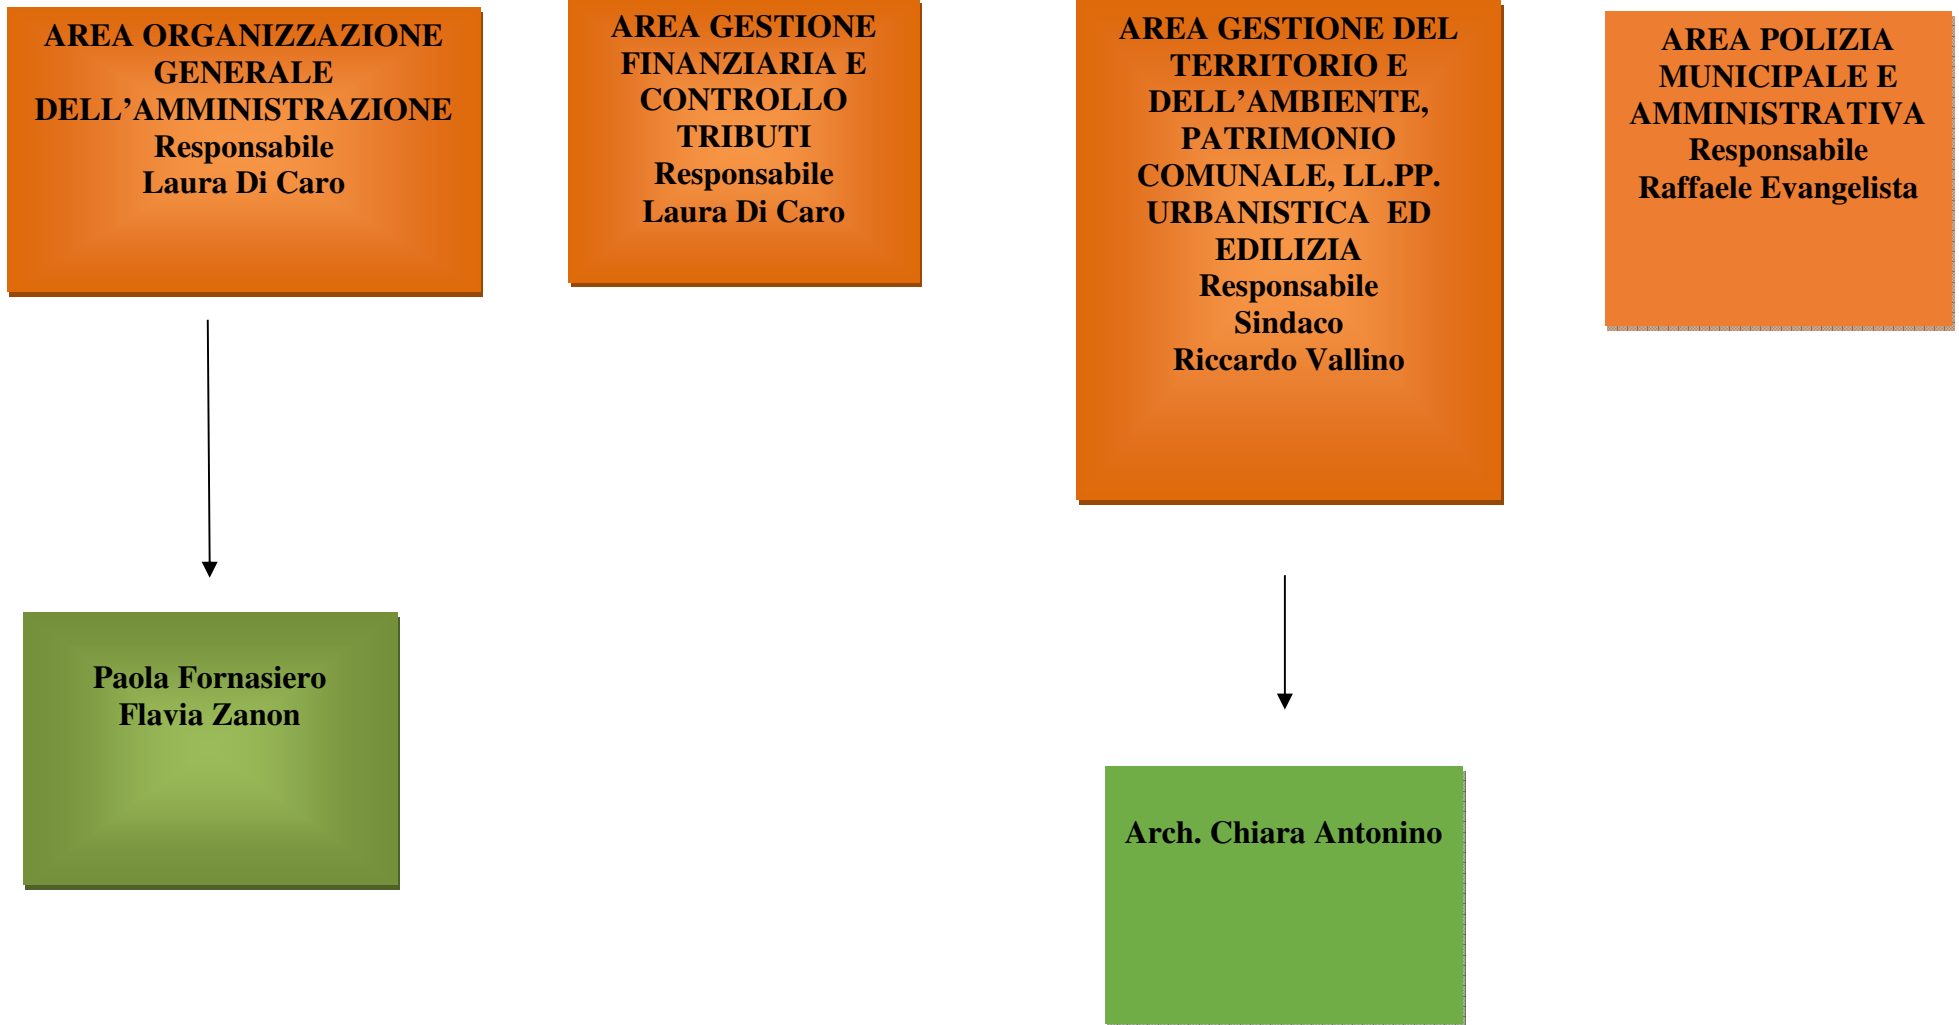 AREA ORGANIZZAZIONE
GENERALE
DELL’AMMINISTRAZIONE
Responsabile
Laura Di Caro
AREA GESTIONE
FINANZIARIA E
CONTROLLO
TRIBUTI
Responsabile
Laura Di Caro
AREA GESTIONE DEL
TERRITORIO E
DELL’AMBIENTE,
PATRIMONIO
COMUNALE, LL.PP.
URBANISTICA  ED
EDILIZIA
Responsabile
Sindaco
Riccardo Vallino
AREA POLIZIA
MUNICIPALE E
AMMINISTRATIVA
Responsabile
Raffaele Evangelista
Paola Fornasiero
Flavia Zanon
Arch. Chiara Antonino